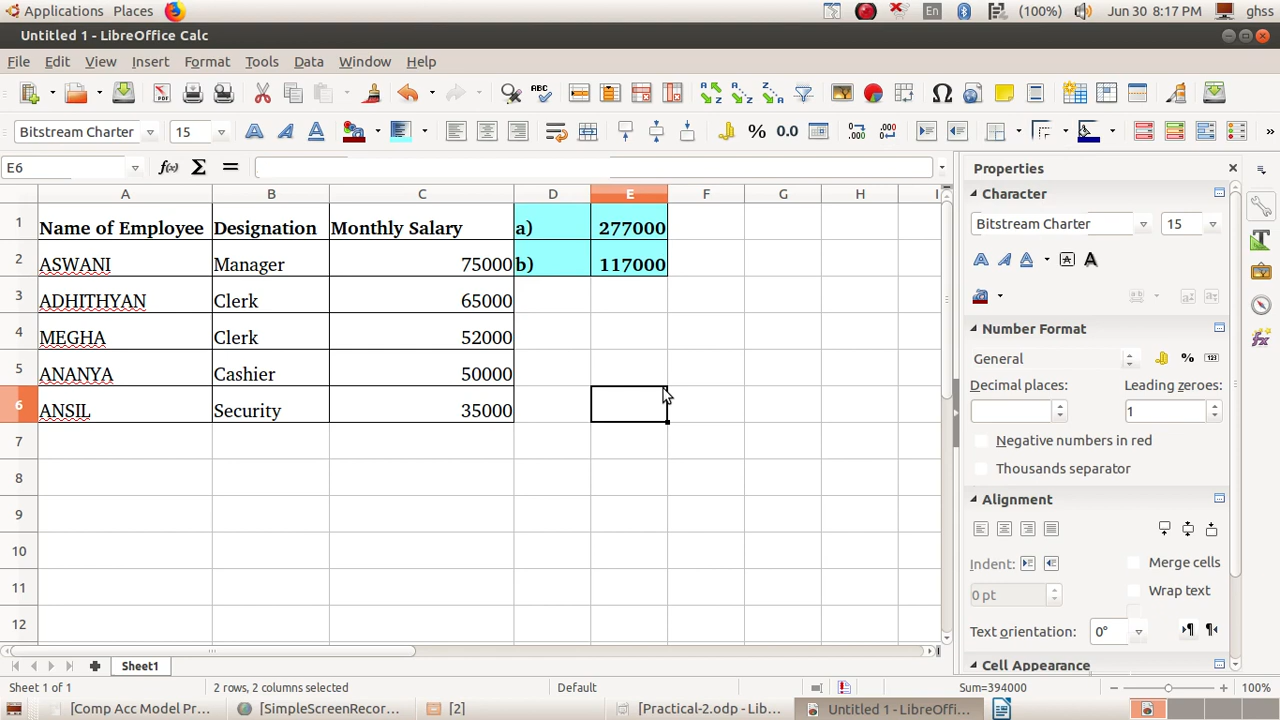 Applications Places En (100%) Jun 30 8:17 PM ghss
Untitled 1 - LibreOffice Calc
File Edit View Insert Format Tools Data Window Help
Bitstream Charter 15 % 0.0
E6 f(x) Σ =
A B C D E F G H I
1 Name of Employee Designation Monthly Salary a) 277000
2 ASWANI Manager 75000 b) 117000
3 ADHITHYAN Clerk 65000
4 MEGHA Clerk 52000
5 ANANYA Cashier 50000
6 ANSIL Security 35000
7
8
9
10
11
12
Properties
Character
Bitstream Charter 15
Number Format
General %
Decimal places: Leading zeroes:
1
Negative numbers in red
Thousands separator
Alignment
Indent: Merge cells
0 pt Wrap text
Text orientation: 0°
Cell Appearance
Sheet1
Sheet 1 of 1 2 rows, 2 columns selected Default Sum=394000 100%
[Comp Acc Model Pr... [SimpleScreenRecor... [2] [Practical-2.odp - Lib... Untitled 1 - LibreOffi...